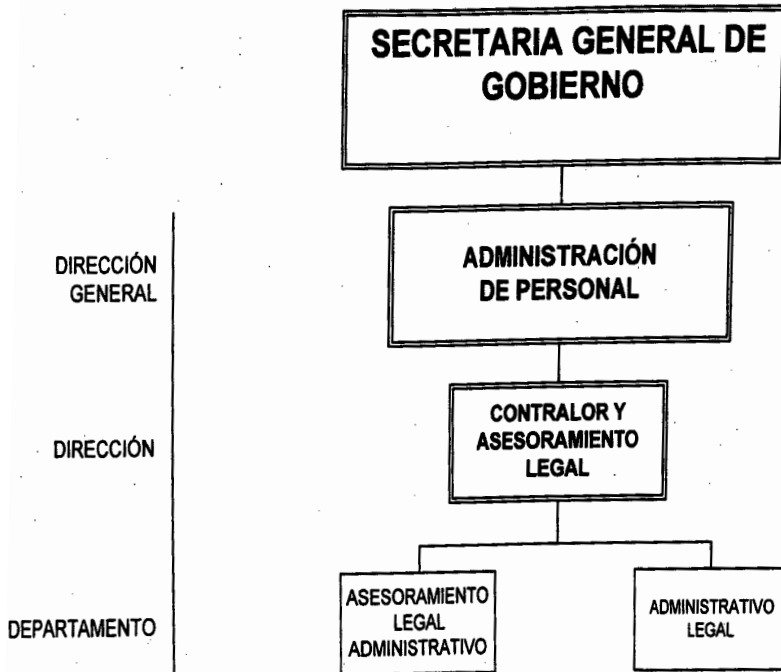 SECRETARIA GENERAL DE
GOBIERNO
DIRECCIÓN
GENERAL
ADMINISTRACIÓN
DE PERSONAL
DIRECCIÓN
CONTRALOR Y
ASESORAMIENTO
LEGAL
DEPARTAMENTO
ASESORAMIENTO
LEGAL
ADMINISTRATIVO
ADMINISTRATIVO
LEGAL